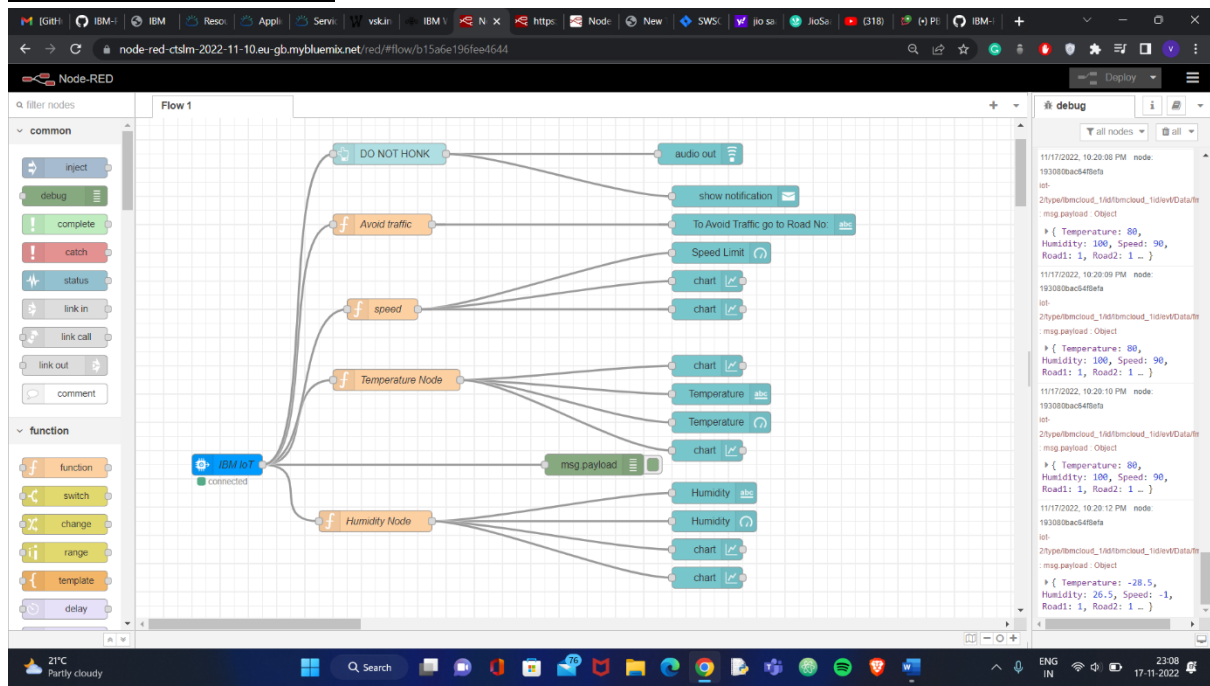 [GitH
IBM-I
IBM
Resou
Applic
Servic
vsk.in
IBM V
N
https:
Node
New
SWSC
jio sa
JioSa
(318)
(•) PE
IBM-I
node-red-ctslm-2022-11-10.eu-gb.mybluemix.net/red/#flow/b15a6e196fee4644
Node-RED
Deploy
filter nodes
common
inject
debug
complete
catch
status
link in
link call
link out
comment
function
function
switch
change
range
template
delay
Flow 1
DO NOT HONK
audio out
show notification
Avoid traffic
To Avoid Traffic go to Road No:
abc
Speed Limit
chart
speed
chart
chart
Temperature Node
Temperature
abc
Temperature
chart
IBM IoT
connected
msg.payload
Humidity
abc
Humidity Node
Humidity
chart
chart
debug
i
all nodes
all
11/17/2022, 10:20:08 PM node:
193080bac64f8efa
iot-
2/type/Ibmcloud_1/id/Ibmcloud_1id/evt/Data/fm
: msg.payload : Object
{ Temperature: 80,
Humidity: 100, Speed: 90,
Road1: 1, Road2: 1 … }
11/17/2022, 10:20:09 PM node:
193080bac64f8efa
iot-
2/type/Ibmcloud_1/id/Ibmcloud_1id/evt/Data/fm
: msg.payload : Object
{ Temperature: 80,
Humidity: 100, Speed: 90,
Road1: 1, Road2: 1 … }
11/17/2022, 10:20:10 PM node:
193080bac64f8efa
iot-
2/type/Ibmcloud_1/id/Ibmcloud_1id/evt/Data/fm
: msg.payload : Object
{ Temperature: 80,
Humidity: 100, Speed: 90,
Road1: 1, Road2: 1 … }
11/17/2022, 10:20:12 PM node:
193080bac64f8efa
iot-
2/type/Ibmcloud_1/id/Ibmcloud_1id/evt/Data/fm
: msg.payload : Object
{ Temperature: -28.5,
Humidity: 26.5, Speed: -1,
Road1: 1, Road2: 1 … }
21°C
Partly cloudy
Search
76
ENG
IN
23:08
17-11-2022